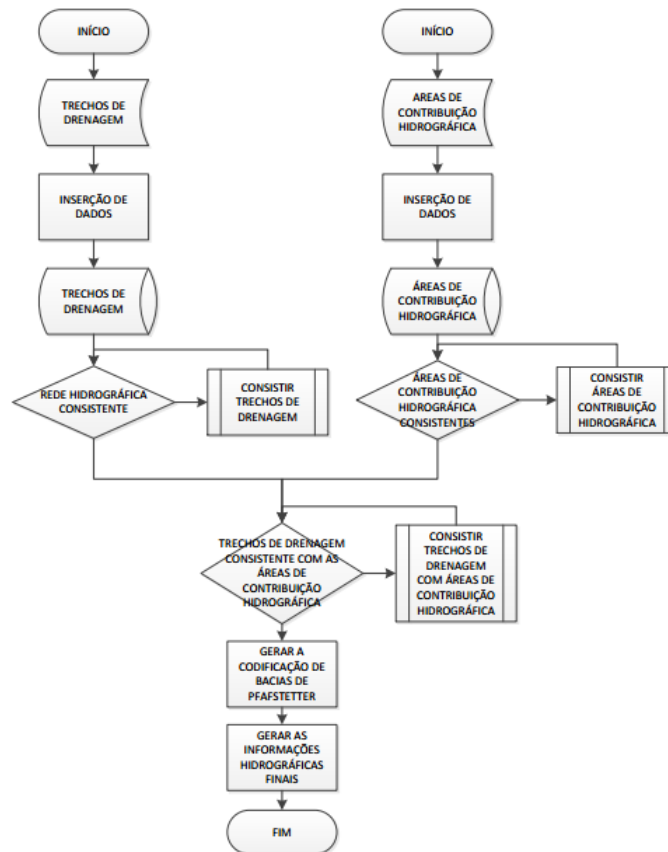 INÍCIO
TRECHOS DE
DRENAGEM
INSERÇÃO DE
DADOS
TRECHOS DE
DRENAGEM
REDE HIDROGRÁFICA
CONSISTENTE
CONSISTIR
TRECHOS DE
DRENAGEM
INÍCIO
AREAS DE
CONTRIBUIÇÃO
HIDROGRÁFICA
INSERÇÃO DE
DADOS
ÁREAS DE
CONTRIBUIÇÃO
HIDROGRÁFICA
ÁREAS DE
CONTRIBUIÇÃO
HIDROGRÁFICA
CONSISTENTES
CONSISTIR
ÁREAS DE
CONTRIBUIÇÃO
HIDROGRÁFICA
TRECHOS DE DRENAGEM
CONSISTENTE COM AS
ÁREAS DE
CONTRIBUIÇÃO
HIDROGRÁFICA
CONSISTIR
TRECHOS DE
DRENAGEM
COM ÁREAS DE
CONTRIBUIÇÃO
HIDROGRÁFICA
GERAR A
CODIFICAÇÃO DE
BACIAS DE
PFAFSTETTER
GERAR AS
INFORMAÇÕES
HIDROGRÁFICAS
FINAIS
FIM